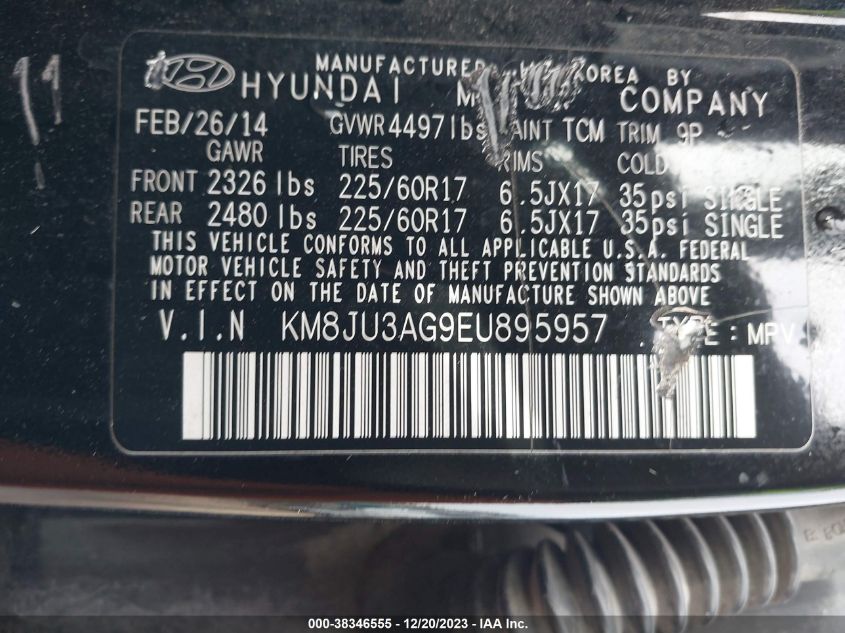 11
MANUFACTURED KOREA BY
HYUNDAI COMPANY
FEB/26/14 GVWR 4497 lbs PAINT TCM TRIM 9P
GAWR TIRES RIMS COLD
FRONT 2326 lbs 225/60R17 6.5JX17 35psi SINGLE
REAR 2480 lbs 225/60R17 6.5JX17 35psi SINGLE
THIS VEHICLE CONFORMS TO ALL APPLICABLE U.S.A. FEDERAL
MOTOR VEHICLE SAFETY AND THEFT PREVENTION STANDARDS
IN EFFECT ON THE DATE OF MANUFACTURE SHOWN ABOVE
V.I.N KM8JU3AG9EU895957 TYPE : MPV
000-38346555 - 12/20/2023 - IAA Inc.